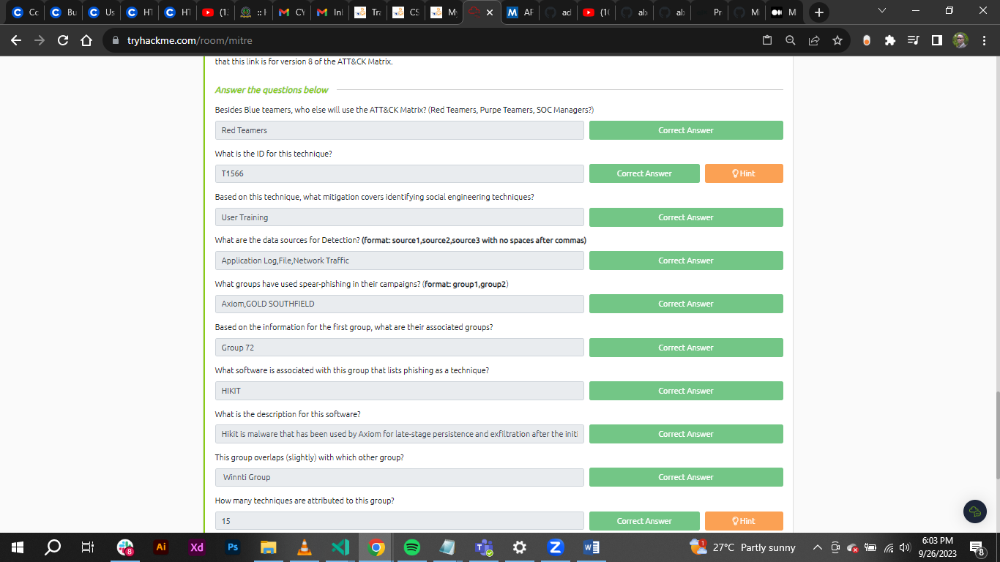 Cc
Bu
Us
HT
HT
(1:
:: H
CY
Inl
Tra
CS
My
AF
ad
(1(
ab
ab
Pr
M
M
tryhackme.com/room/mitre
that this link is for version 8 of the ATT&CK Matrix.
Answer the questions below
Besides Blue teamers, who else will use the ATT&CK Matrix? (Red Teamers, Purpe Teamers, SOC Managers?)
Red Teamers
Correct Answer
What is the ID for this technique?
T1566
Correct Answer
Hint
Based on this technique, what mitigation covers identifying social engineering techniques?
User Training
Correct Answer
What are the data sources for Detection? (format: source1,source2,source3 with no spaces after commas)
Application Log,File,Network Traffic
Correct Answer
What groups have used spear-phishing in their campaigns? (format: group1,group2)
Axiom,GOLD SOUTHFIELD
Correct Answer
Based on the information for the first group, what are their associated groups?
Group 72
Correct Answer
What software is associated with this group that lists phishing as a technique?
HIKIT
Correct Answer
What is the description for this software?
Hikit is malware that has been used by Axiom for late-stage persistence and exfiltration after the initi
Correct Answer
This group overlaps (slightly) with which other group?
Winnti Group
Correct Answer
How many techniques are attributed to this group?
15
Correct Answer
Hint
8
Ai
Xd
Ps
1
27°C Partly sunny
6:03 PM
9/26/2023
8